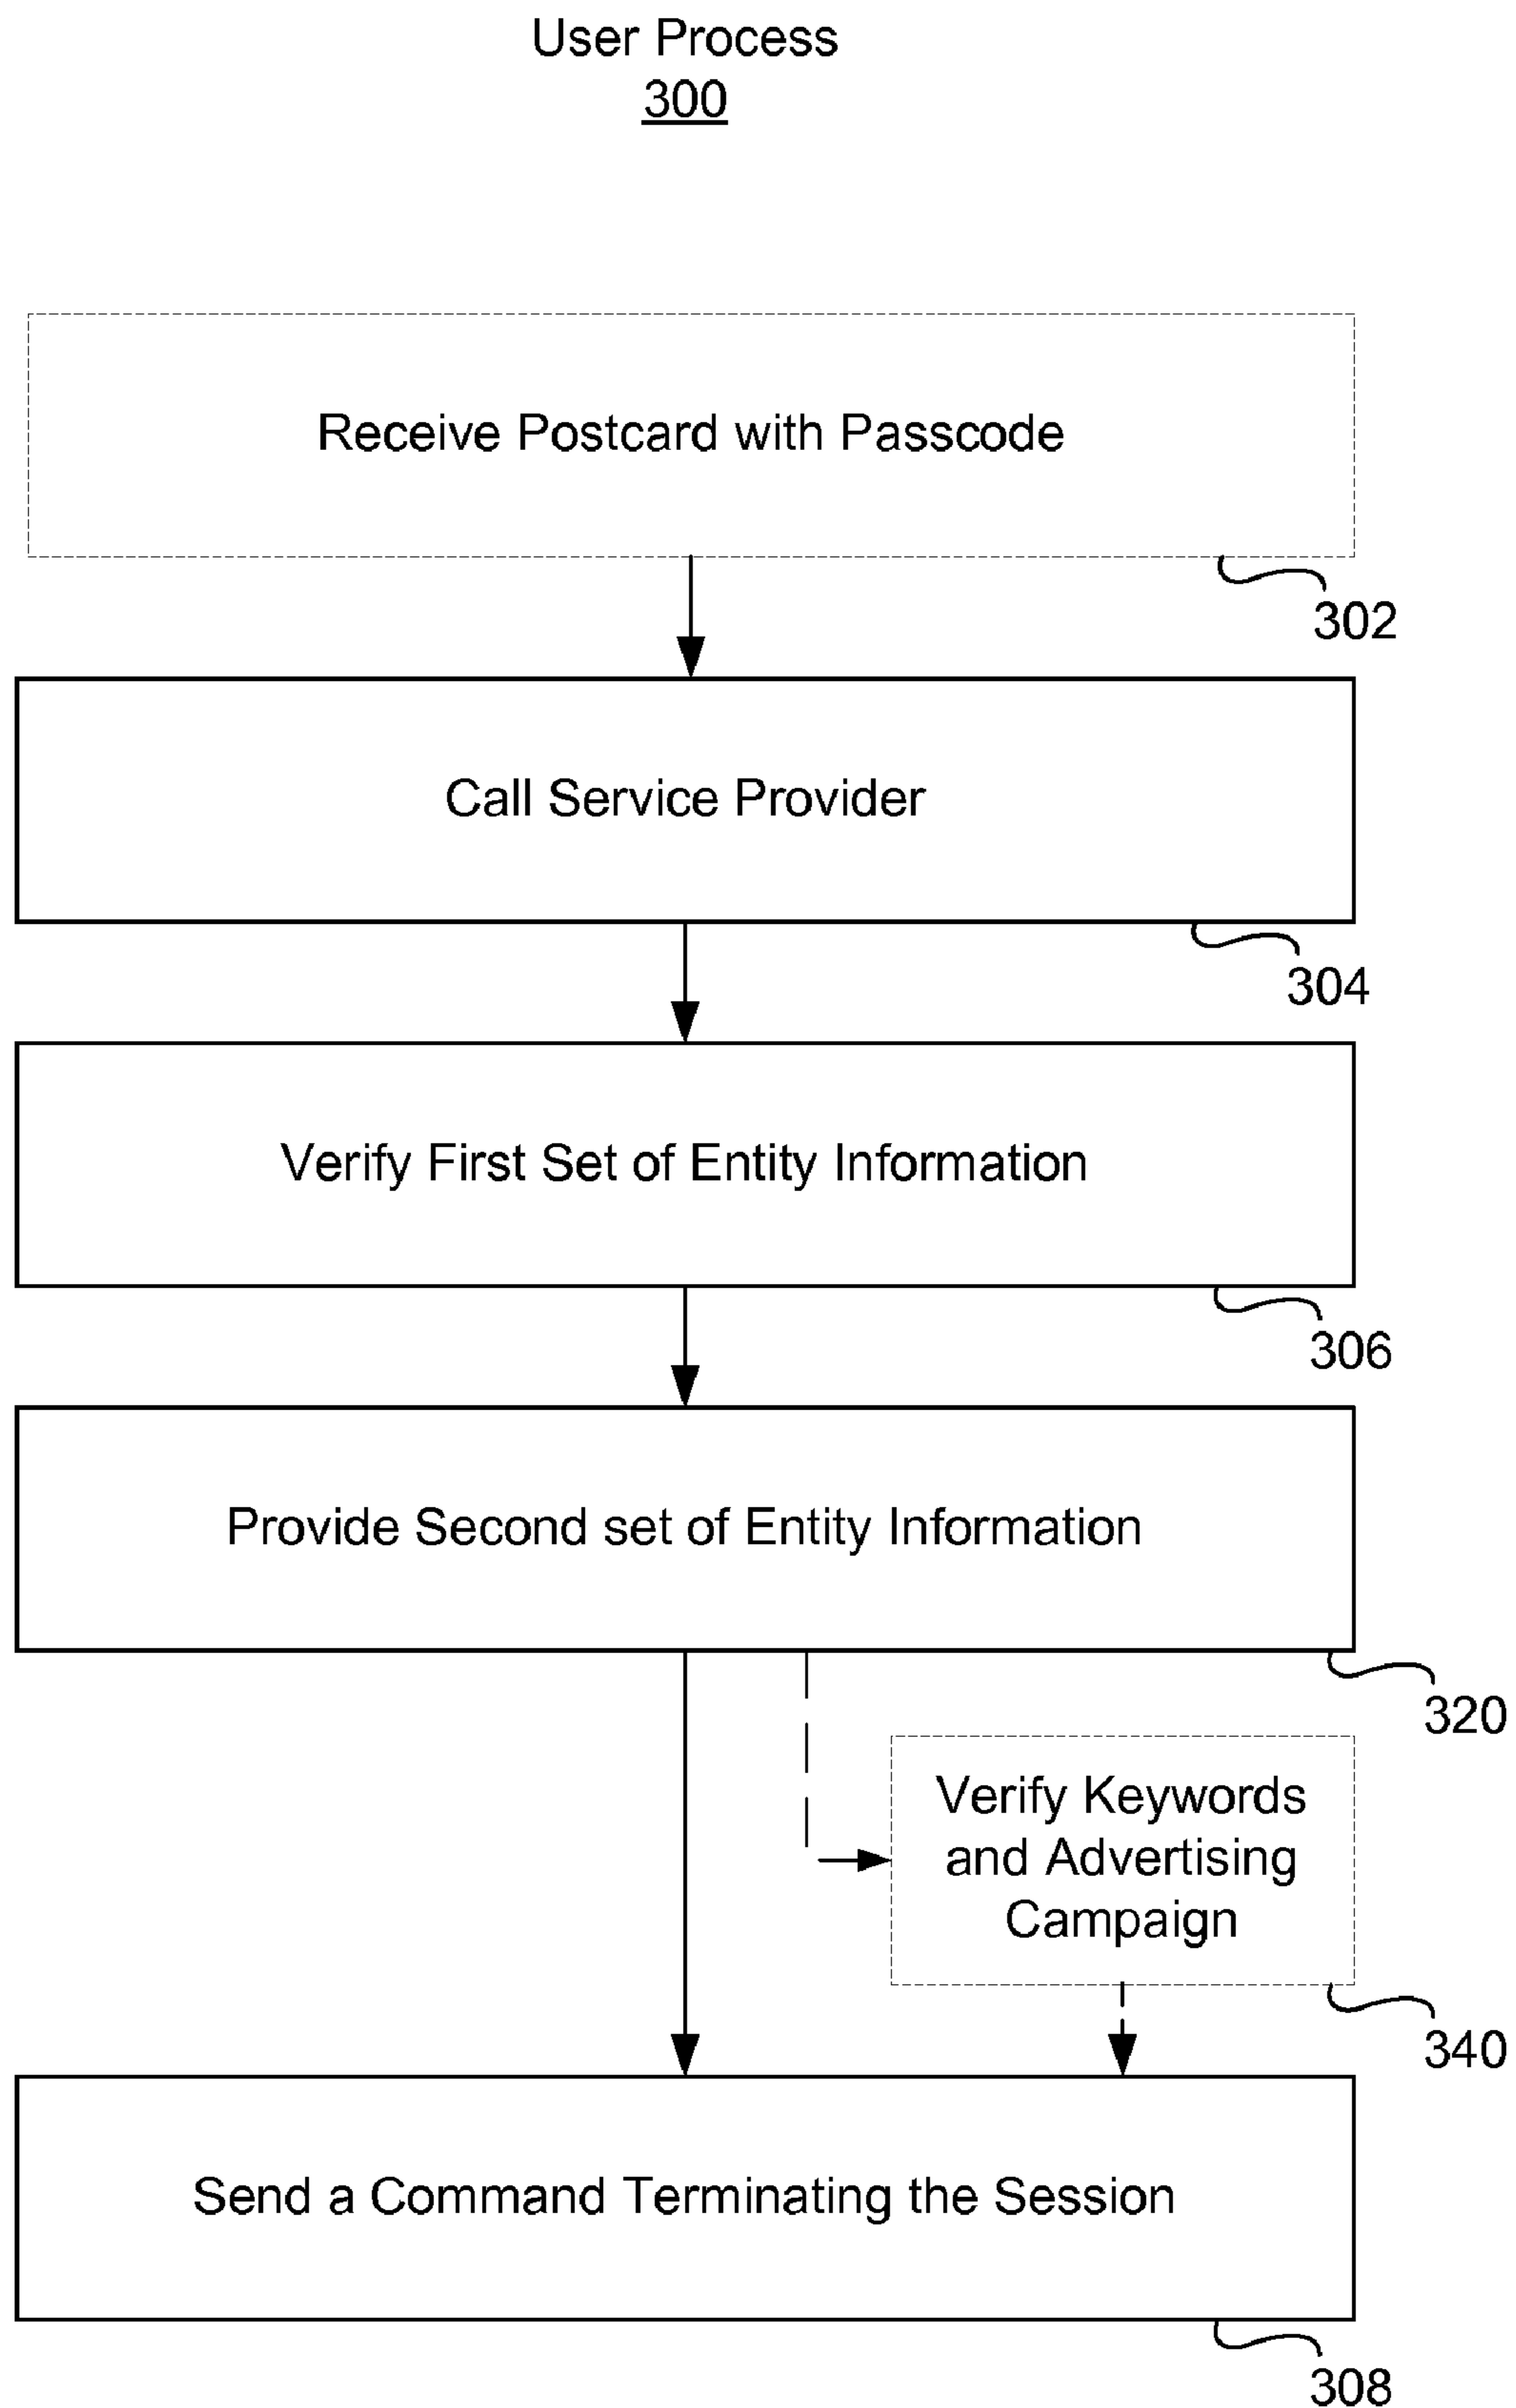 User Process
300
Receive Postcard with Passcode
302
Call Service Provider
304
Verify First Set of Entity Information
306
Provide Second set of Entity Information
320
Verify Keywords
and Advertising
Campaign
340
Send a Command Terminating the Session
308